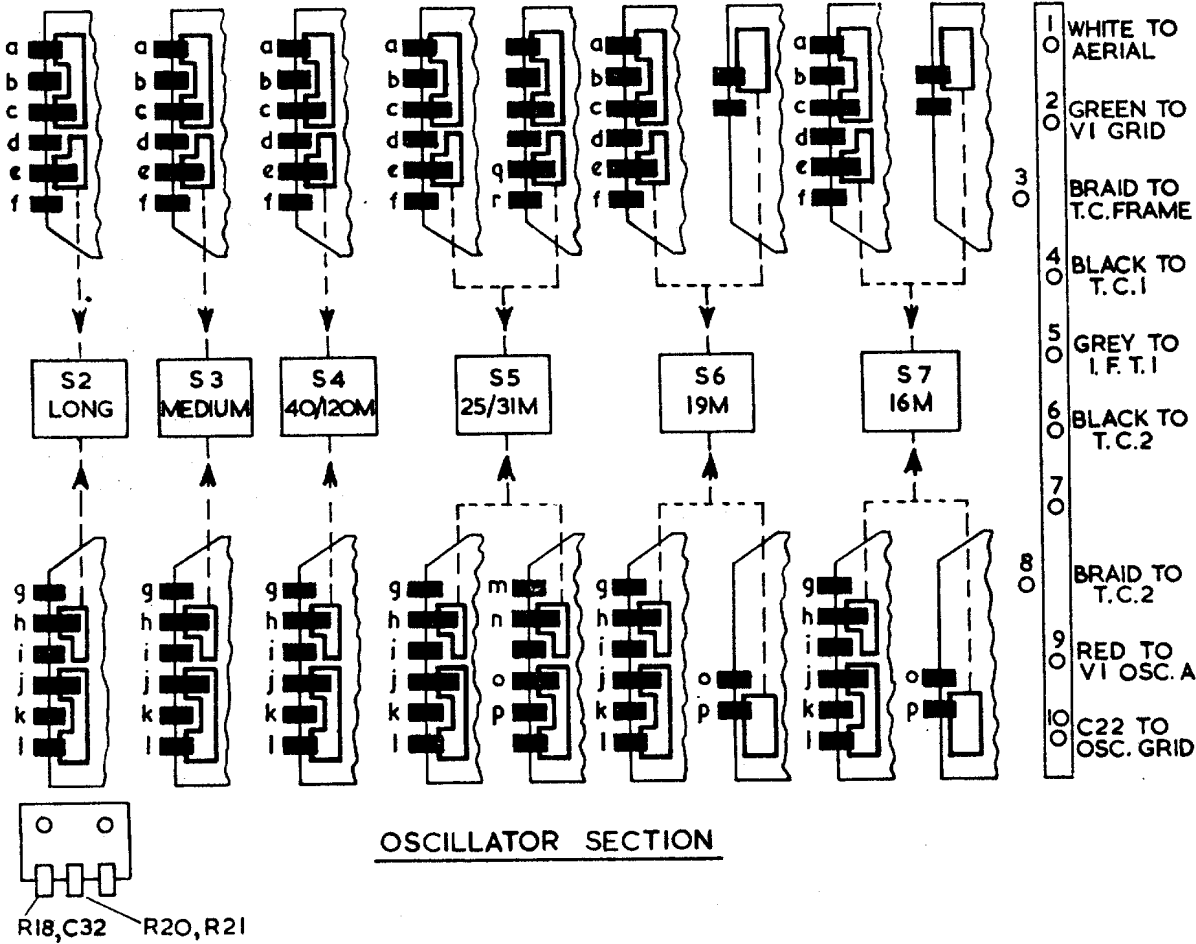 a a a a a a
b b b b b b
c c c c c c
d d d d d d
e e e e q e e
f f f f r f f
S2
LONG
S3
MEDIUM
S4
40/120M
S5
25/31M
S6
19M
S7
16M
g g g g m g g
h h h h n h h
i i i i i i i
j j j j o j o j o
k k k k p k p k p
l l l l l l
1 WHITE TO
AERIAL
2 GREEN TO
V1 GRID
3 BRAID TO
T.C. FRAME
4 BLACK TO
T.C.1
5 GREY TO
I.F.T.1
6 BLACK TO
T.C.2
7
8 BRAID TO
T.C.2
9 RED TO
V1 OSC. A
10 C22 TO
OSC. GRID
OSCILLATOR SECTION
R18,C32 R20,R21